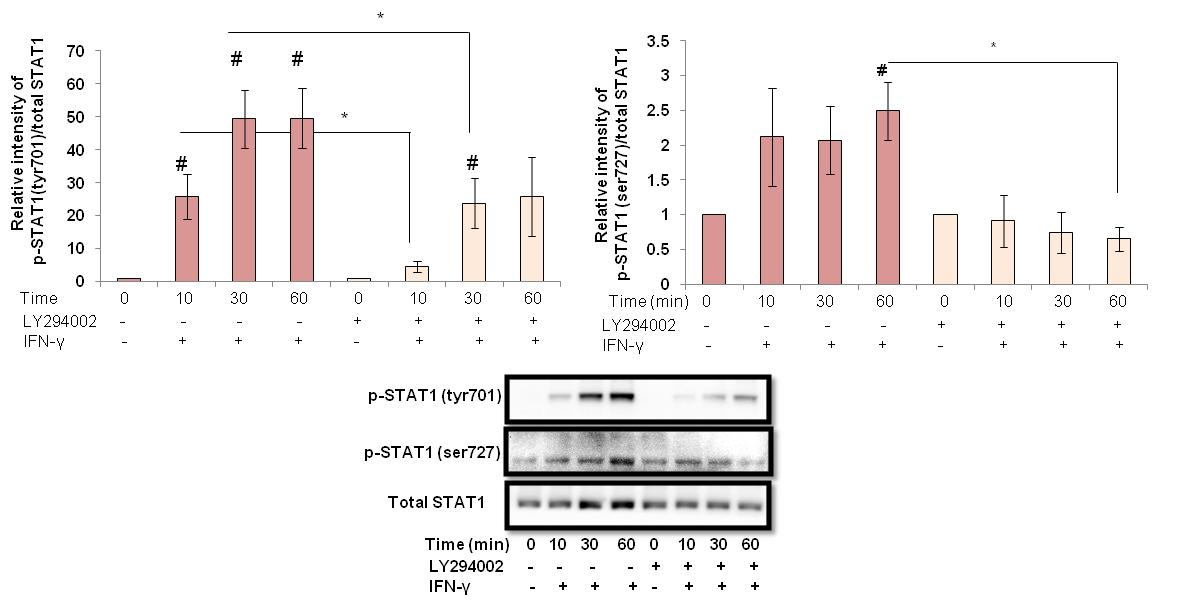 Relative intensity of
p-STAT1(tyr701)/total STAT1
70
60
50
40
30
20
10
0
*
*
# # # #
Time 0 10 30 60 0 10 30 60
LY294002 - - - - + + + +
IFN-γ - + + + - + + +
Relative intensity of
p-STAT1 (ser727)/total STAT1
3.5
3
2.5
2
1.5
1
0.5
0
*
#
Time (min) 0 10 30 60 0 10 30 60
LY294002 - - - - + + + +
IFN-γ - + + + - + + +
p-STAT1 (tyr701)
p-STAT1 (ser727)
Total STAT1
Time (min) 0 10 30 60 0 10 30 60
LY294002 - - - - + + + +
IFN-γ - + + + - + + +